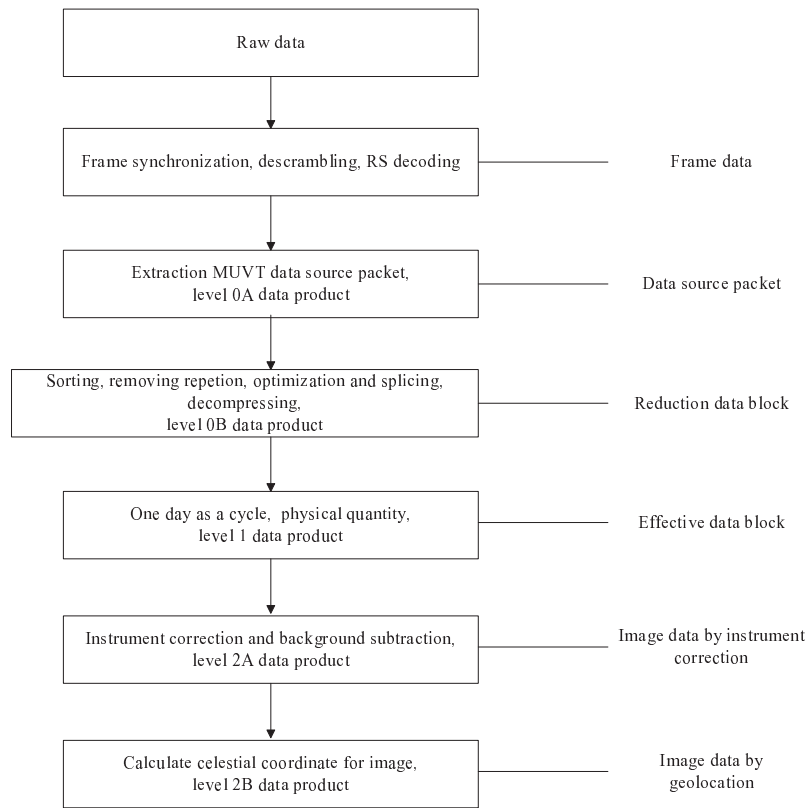 Raw data
Frame synchronization, descrambling, RS decoding
Frame data
Extraction MUVT data source packet,
level 0A data product
Data source packet
Sorting, removing repetion, optimization and splicing,
decompressing,
level 0B data product
Reduction data block
One day as a cycle, physical quantity,
level 1 data product
Effective data block
Instrument correction and background subtraction,
level 2A data product
Image data by instrument
correction
Calculate celestial coordinate for image,
level 2B data product
Image data by
geolocation